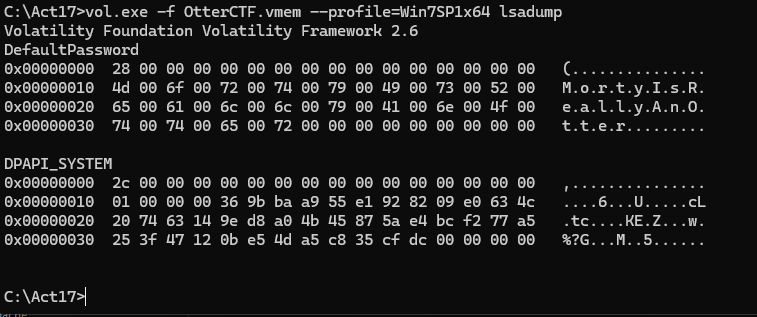 C:\Act17>vol.exe -f OtterCTF.vmem --profile=Win7SP1x64 lsadump
Volatility Foundation Volatility Framework 2.6
DefaultPassword
0x00000000  28 00 00 00 00 00 00 00 00 00 00 00 00 00 00 00   (...............
0x00000010  4d 00 6f 00 72 00 74 00 79 00 49 00 73 00 52 00   M.o.r.t.y.I.s.R.
0x00000020  65 00 61 00 6c 00 6c 00 79 00 41 00 6e 00 4f 00   e.a.l.l.y.A.n.O.
0x00000030  74 00 74 00 65 00 72 00 00 00 00 00 00 00 00 00   t.t.e.r.........

DPAPI_SYSTEM
0x00000000  2c 00 00 00 00 00 00 00 00 00 00 00 00 00 00 00   ,...............
0x00000010  01 00 00 00 36 9b ba a9 55 e1 92 82 09 e0 63 4c   ....6...U.....cL
0x00000020  20 74 63 14 9e d8 a0 4b 45 87 5a e4 bc f2 77 a5   .tc....KE.Z...w.
0x00000030  25 3f 47 12 0b e5 4d a5 c8 35 cf dc 00 00 00 00   %?G...M..5......

C:\Act17>